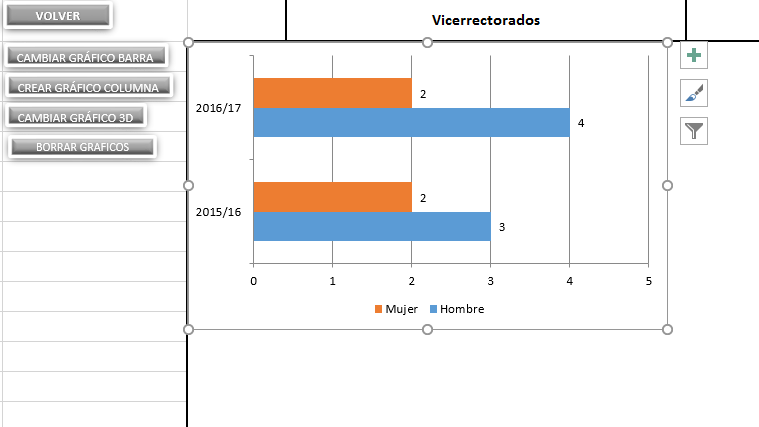 VOLVER
Vicerrectorados
CAMBIAR GRÁFICO BARRA
CREAR GRÁFICO COLUMNA
CAMBIAR GRÁFICO 3D
BORRAR GRAFICOS
2016/17
2
4
2015/16
2
3
0 1 2 3 4 5
Mujer Hombre